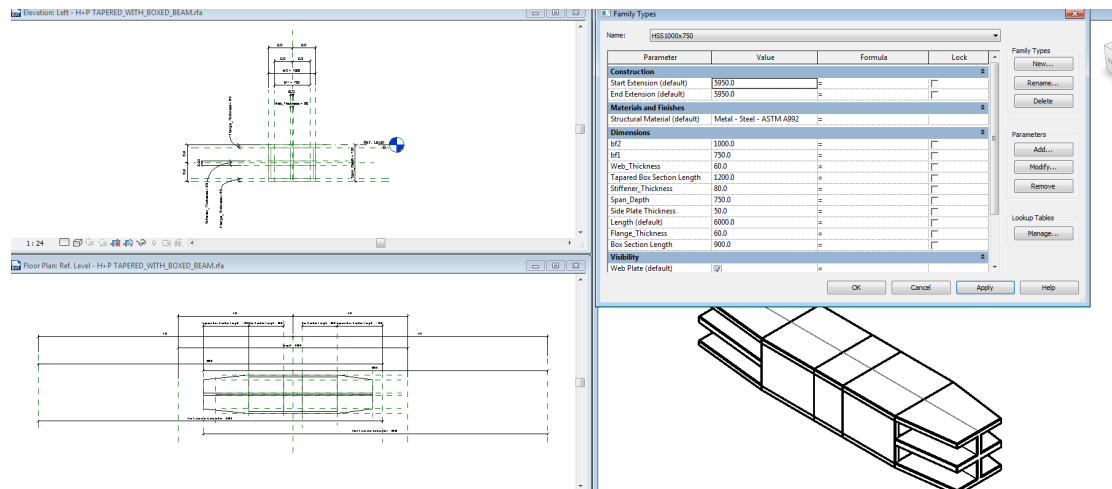 Elevation: Left - H+P TAPERED_WITH_BOXED_BEAM.rfa
Ref. Level
1 : 24
Floor Plan: Ref. Level - H+P TAPERED_WITH_BOXED_BEAM.rfa
Family Types
Name:
HSS1000x750
Parameter Value Formula Lock
Construction
Start Extension (default) 5950.0 =
End Extension (default) 5950.0 =
Materials and Finishes
Structural Material (default) Metal - Steel - ASTM A992 =
Dimensions
bf2 1000.0 =
bf1 750.0 =
Web_Thickness 60.0 =
Tapared Box Section Length 1200.0 =
Stiffener_Thickness 80.0 =
Span_Depth 750.0 =
Side Plate Thickness 50.0 =
Length (default) 6000.0 =
Flange_Thickness 60.0 =
Box Section Length 900.0 =
Visibility
Web Plate (default) =
Family Types
New...
Rename...
Delete
Parameters
Add...
Modify...
Remove
Lookup Tables
Manage...
OK
Cancel
Apply
Help